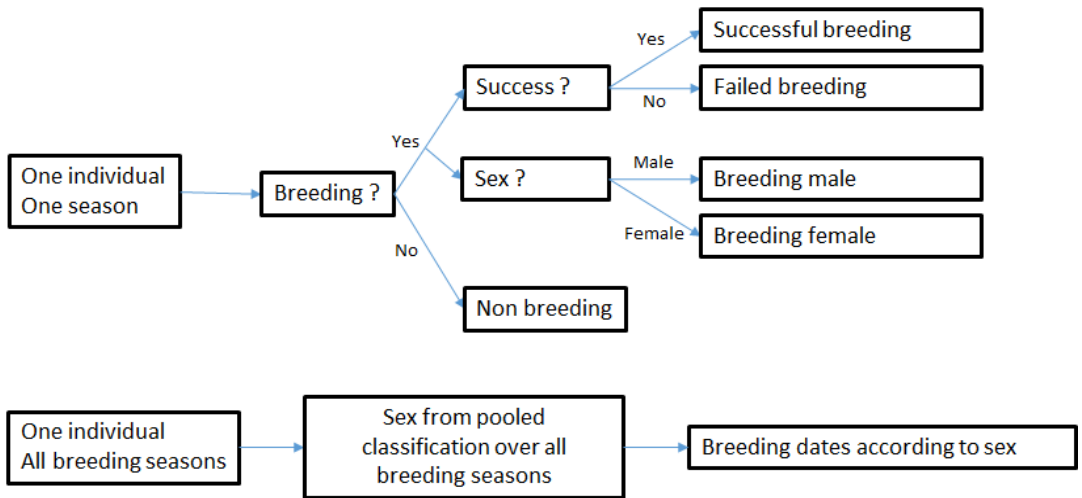 One individual
One season
Breeding ?
Yes
No
Success ?
Yes
No
Successful breeding
Failed breeding
Sex ?
Male
Female
Breeding male
Breeding female
Non breeding
One individual
All breeding seasons
Sex from pooled
classification over all
breeding seasons
Breeding dates according to sex